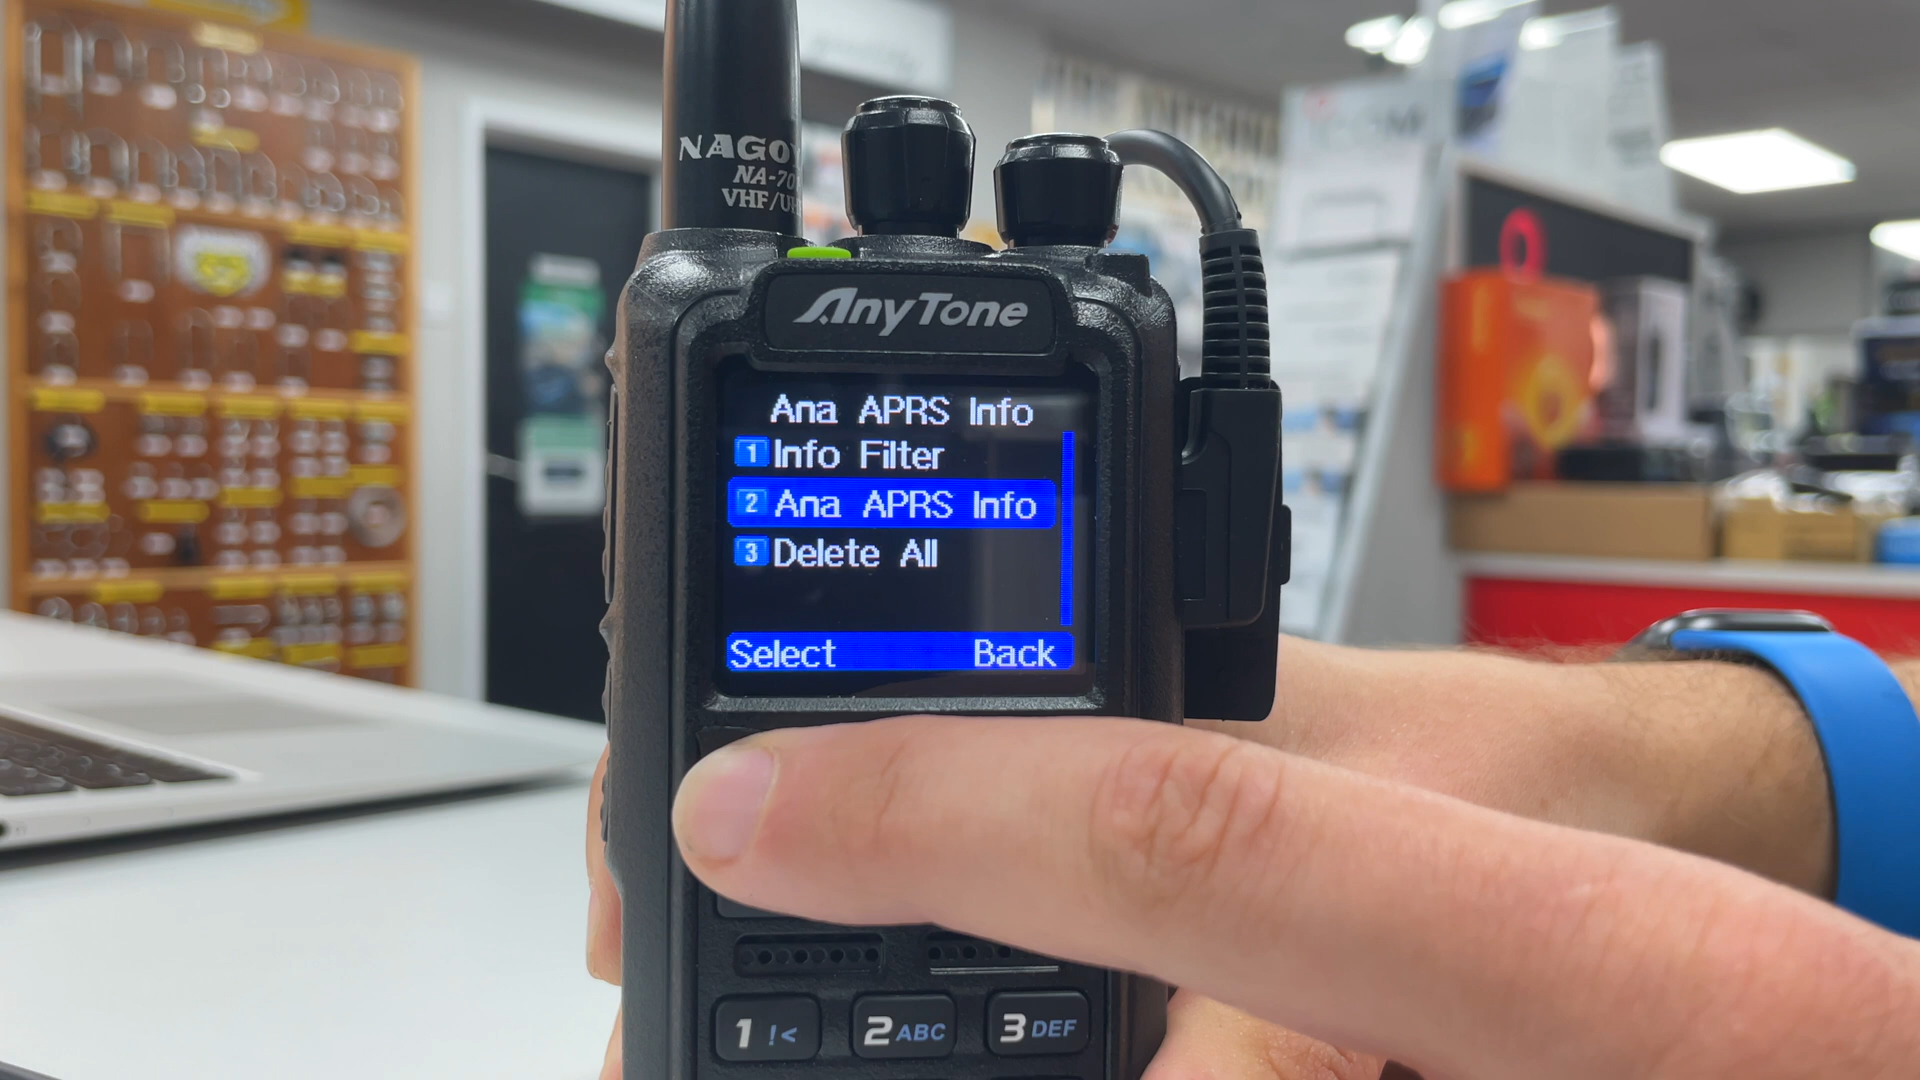 NAGO
NA-70
VHF/U
AnyTone
Ana APRS Info
1 Info Filter
2 Ana APRS Info
3 Delete All
Select Back
1 !< 2 ABC 3 DEF